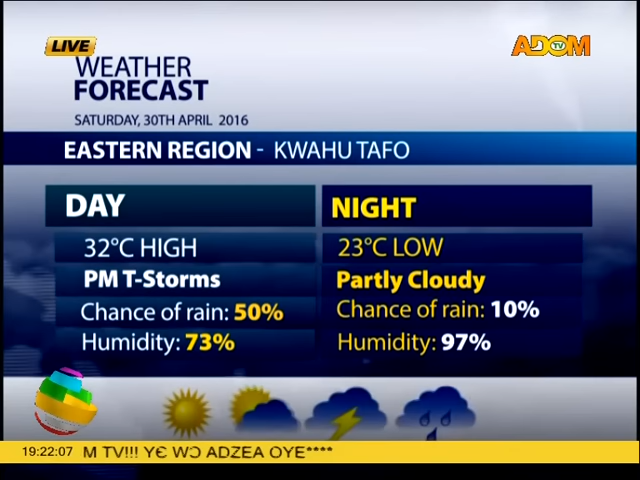 LIVE
ADOM TV
WEATHER
FORECAST
SATURDAY, 30TH APRIL 2016
EASTERN REGION - KWAHU TAFO
DAY
NIGHT
32°C HIGH
23°C LOW
PM T-Storms
Partly Cloudy
Chance of rain: 50%
Chance of rain: 10%
Humidity: 73%
Humidity: 97%
19:22:07 M TV!!! YƐ WƆ ADZEA OYE****